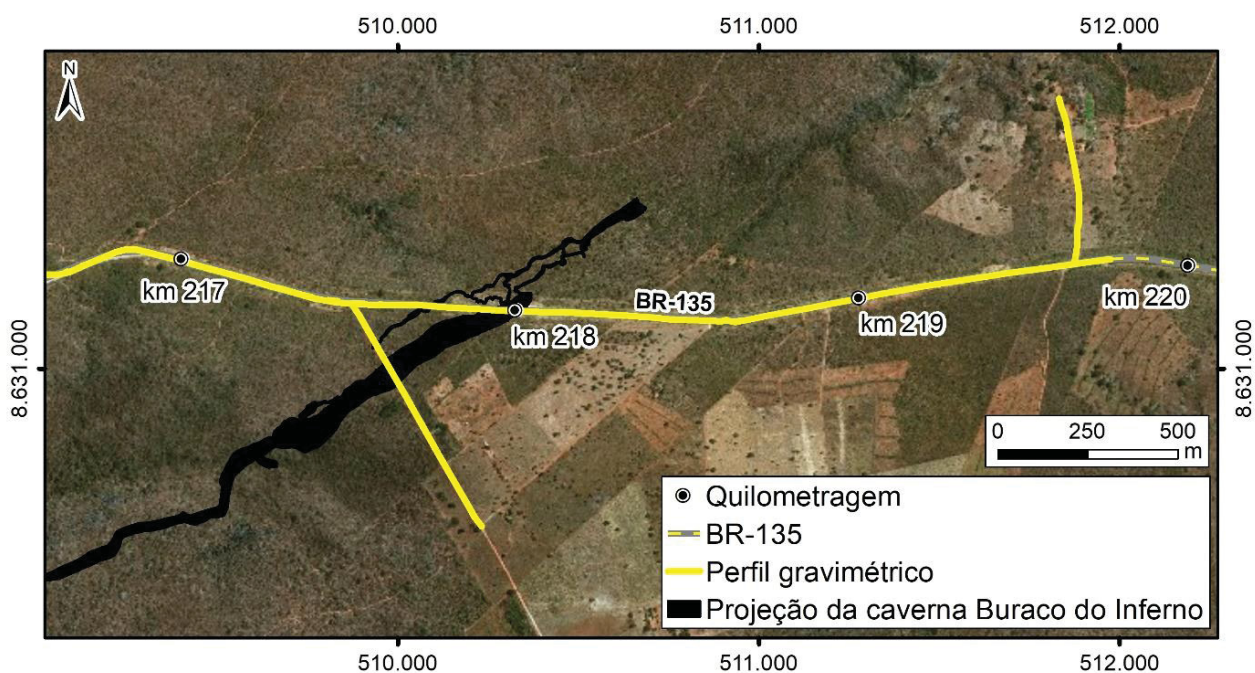 510.000
511.000
512.000
N
km 217
km 218
BR-135
km 219
km 220
8.631.000
8.631.000
0 250 500
m
Quilometragem
BR-135
Perfil gravimétrico
Projeção da caverna Buraco do Inferno
510.000
511.000
512.000